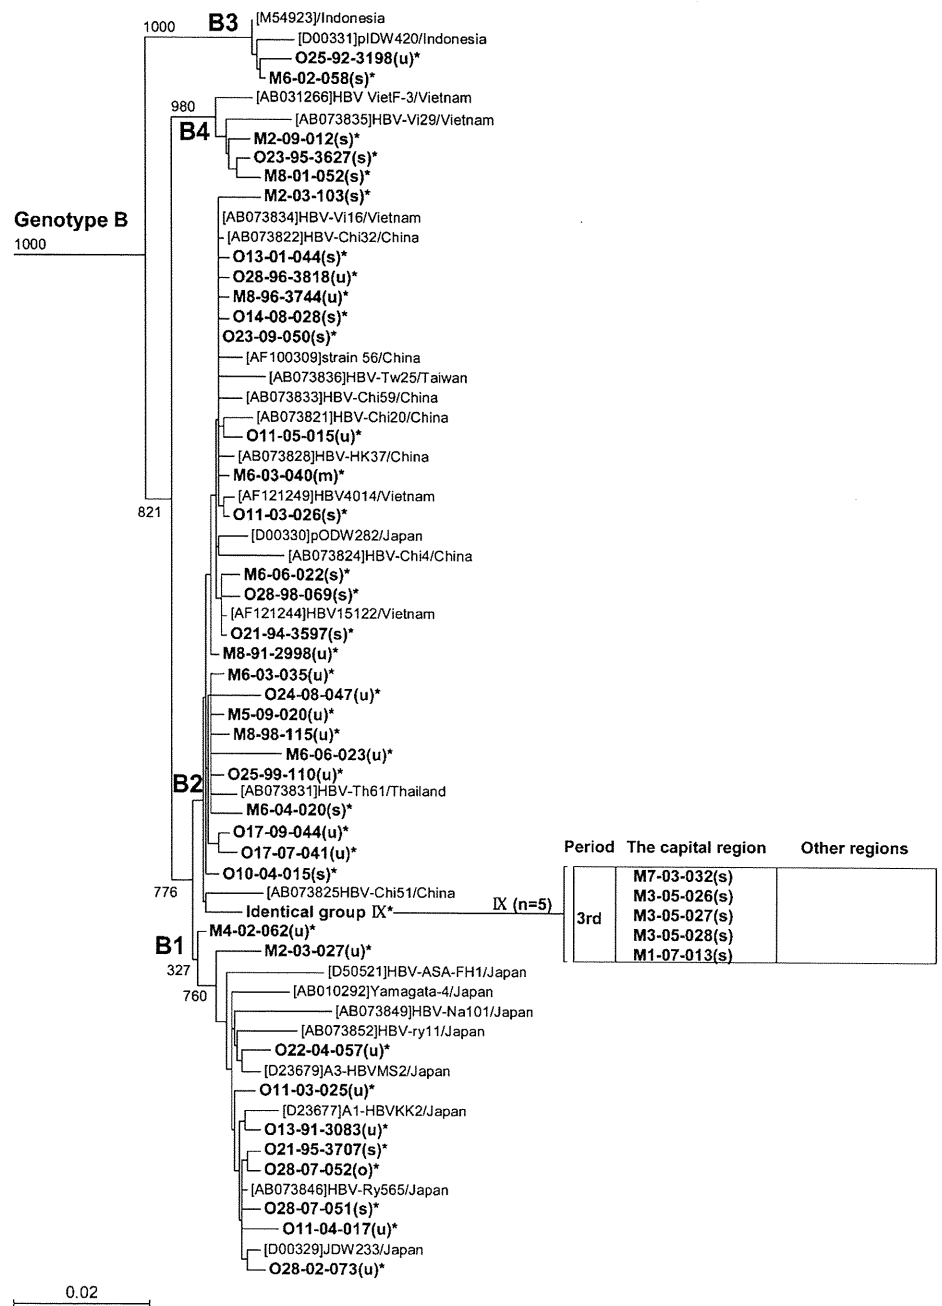 [M54923]/Indonesia
1000
B3
[D00331]pIDW420/Indonesia
O25-92-3198(u)*
M6-02-058(s)*
[AB031266]HBV VietF-3/Vietnam
980
[AB073835]HBV-Vi29/Vietnam
B4
M2-09-012(s)*
O23-95-3627(s)*
M8-01-052(s)*
M2-03-103(s)*
Genotype B
[AB073834]HBV-Vi16/Vietnam
1000
[AB073822]HBV-Chi32/China
O13-01-044(s)*
O28-96-3818(u)*
M8-96-3744(u)*
O14-08-028(s)*
O23-09-050(s)*
[AF100309]strain 56/China
[AB073836]HBV-Tw25/Taiwan
[AB073833]HBV-Chi59/China
[AB073821]HBV-Chi20/China
O11-05-015(u)*
[AB073828]HBV-HK37/China
M6-03-040(m)*
[AF121249]HBV4014/Vietnam
821
O11-03-026(s)*
[D00330]pODW282/Japan
[AB073824]HBV-Chi4/China
M6-06-022(s)*
O28-98-069(s)*
[AF121244]HBV15122/Vietnam
O21-94-3597(s)*
M8-91-2998(u)*
M6-03-035(u)*
O24-08-047(u)*
M5-09-020(u)*
M8-98-115(u)*
M6-06-023(u)*
O25-99-110(u)*
B2
[AB073831]HBV-Th61/Thailand
M6-04-020(s)*
O17-09-044(u)*
O17-07-041(u)*
O10-04-015(s)*
776
[AB073825HBV-Chi51/China
Identical group IX*
IX (n=5)
Period The capital region Other regions
3rd
M7-03-032(s)
M3-05-026(s)
M3-05-027(s)
M3-05-028(s)
M1-07-013(s)
M4-02-062(u)*
B1
M2-03-027(u)*
327
[D50521]HBV-ASA-FH1/Japan
760
[AB010292]Yamagata-4/Japan
[AB073849]HBV-Na101/Japan
[AB073852]HBV-ry11/Japan
O22-04-057(u)*
[D23679]A3-HBVMS2/Japan
O11-03-025(u)*
[D23677]A1-HBVKK2/Japan
O13-91-3083(u)*
O21-95-3707(s)*
O28-07-052(o)*
[AB073846]HBV-Ry565/Japan
O28-07-051(s)*
O11-04-017(u)*
[D00329]JDW233/Japan
O28-02-073(u)*
0.02